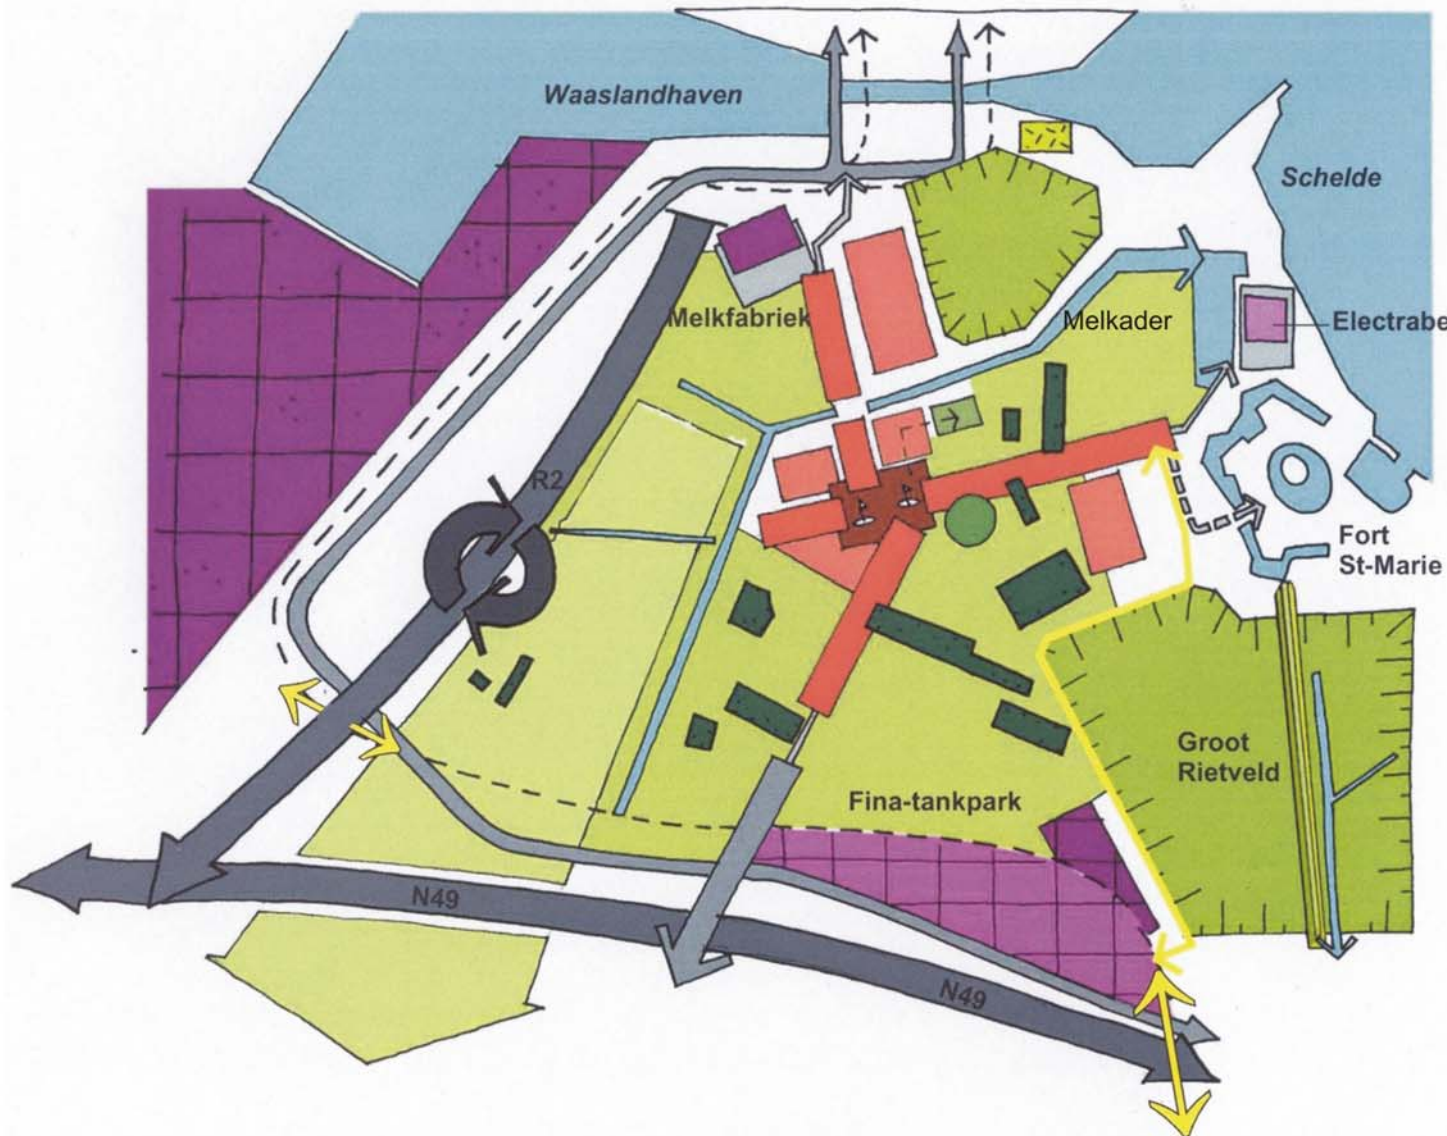 Waaslandhaven
Schelde
Melkfabriek
Melkader
Electrabe
R2
Fort
St-Marie
Groot
Rietveld
Fina-tankpark
N49
N49